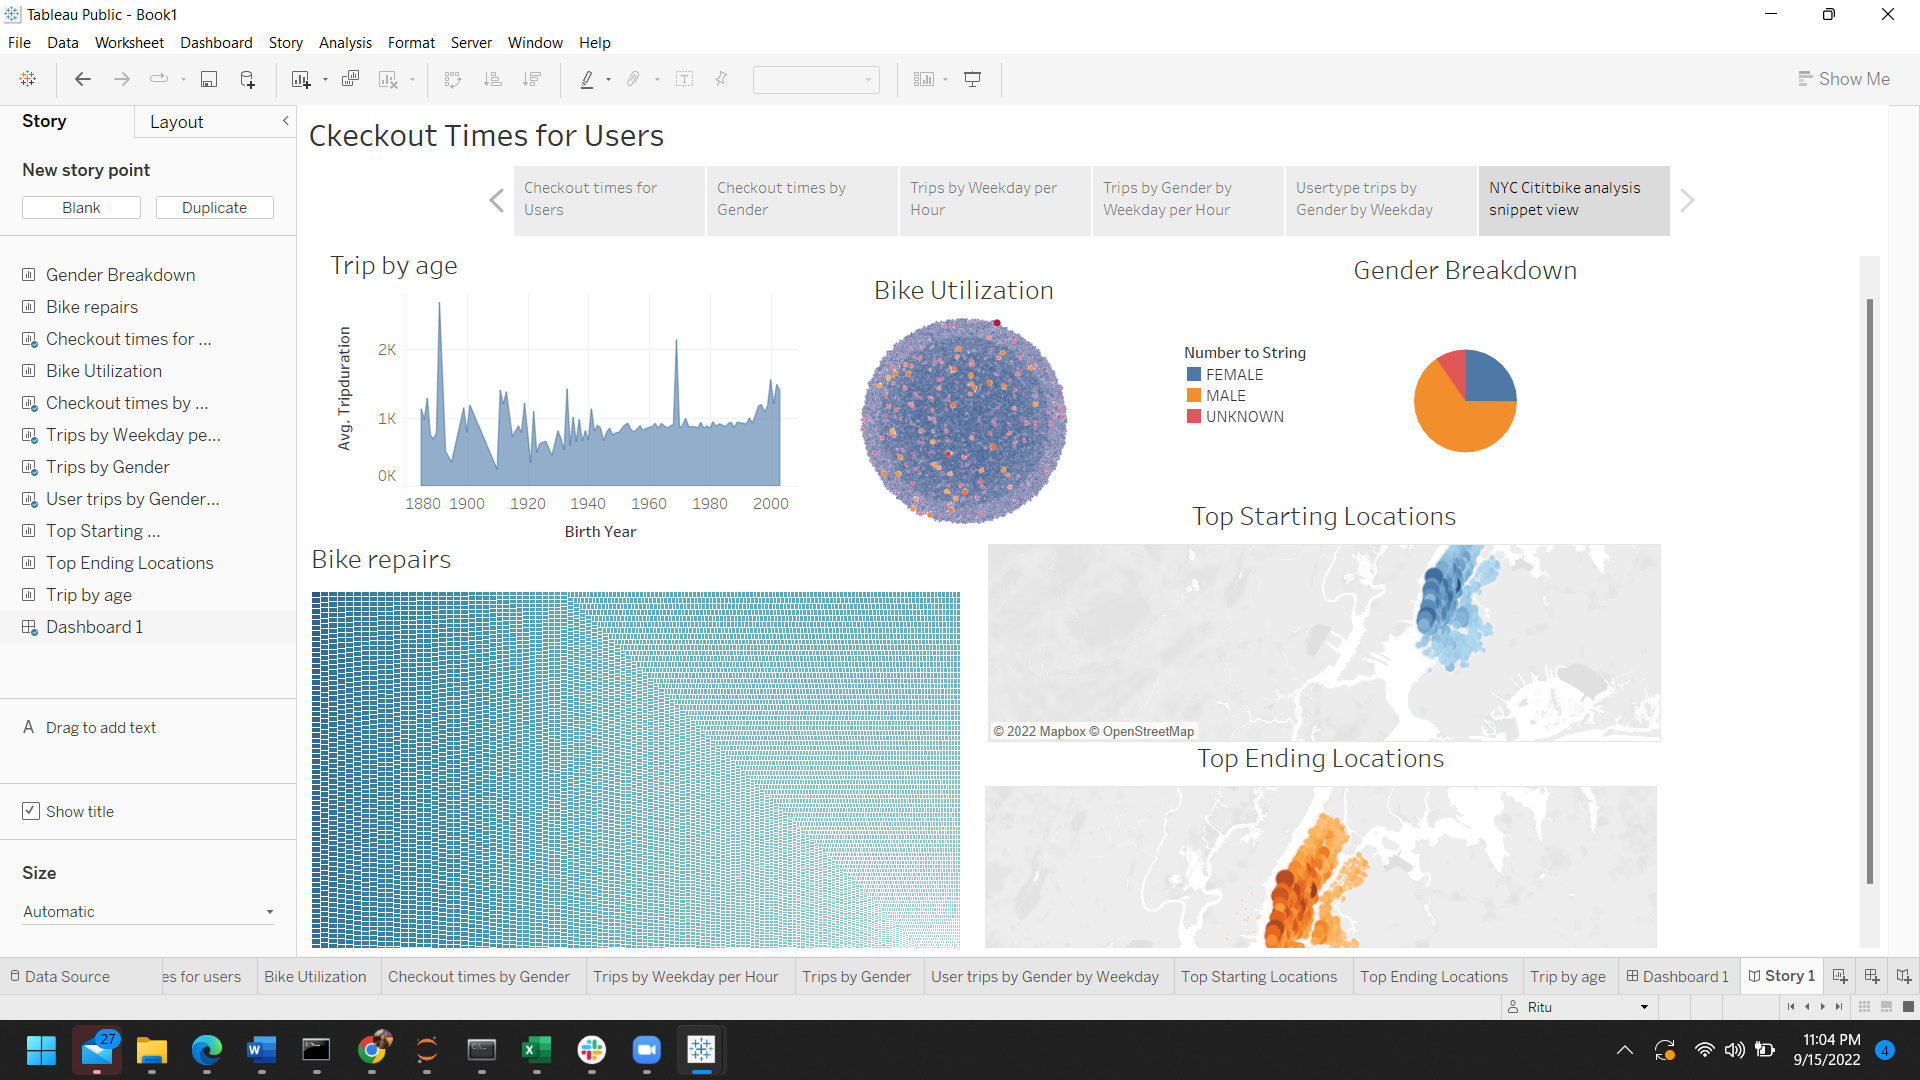 Tableau Public - Book1
File Data Worksheet Dashboard Story Analysis Format Server Window Help
Show Me
Story Layout
New story point
Blank Duplicate
Gender Breakdown
Bike repairs
Checkout times for ...
Bike Utilization
Checkout times by ...
Trips by Weekday pe...
Trips by Gender
User trips by Gender...
Top Starting ...
Top Ending Locations
Trip by age
Dashboard 1
A Drag to add text
Show title
Size
Automatic
Ckeckout Times for Users
Checkout times for
Users
Checkout times by
Gender
Trips by Weekday per
Hour
Trips by Gender by
Weekday per Hour
Usertype trips by
Gender by Weekday
NYC Cititbike analysis
snippet view
Trip by age
Avg. Tripduration
2K
1K
0K
1880 1900 1920 1940 1960 1980 2000
Birth Year
Bike Utilization
Gender Breakdown
Number to String
FEMALE
MALE
UNKNOWN
Bike repairs
Top Starting Locations
© 2022 Mapbox © OpenStreetMap
Top Ending Locations
Data Source es for users Bike Utilization Checkout times by Gender Trips by Weekday per Hour Trips by Gender User trips by Gender by Weekday Top Starting Locations Top Ending Locations Trip by age Dashboard 1 Story 1
Ritu
27
11:04 PM
9/15/2022
4